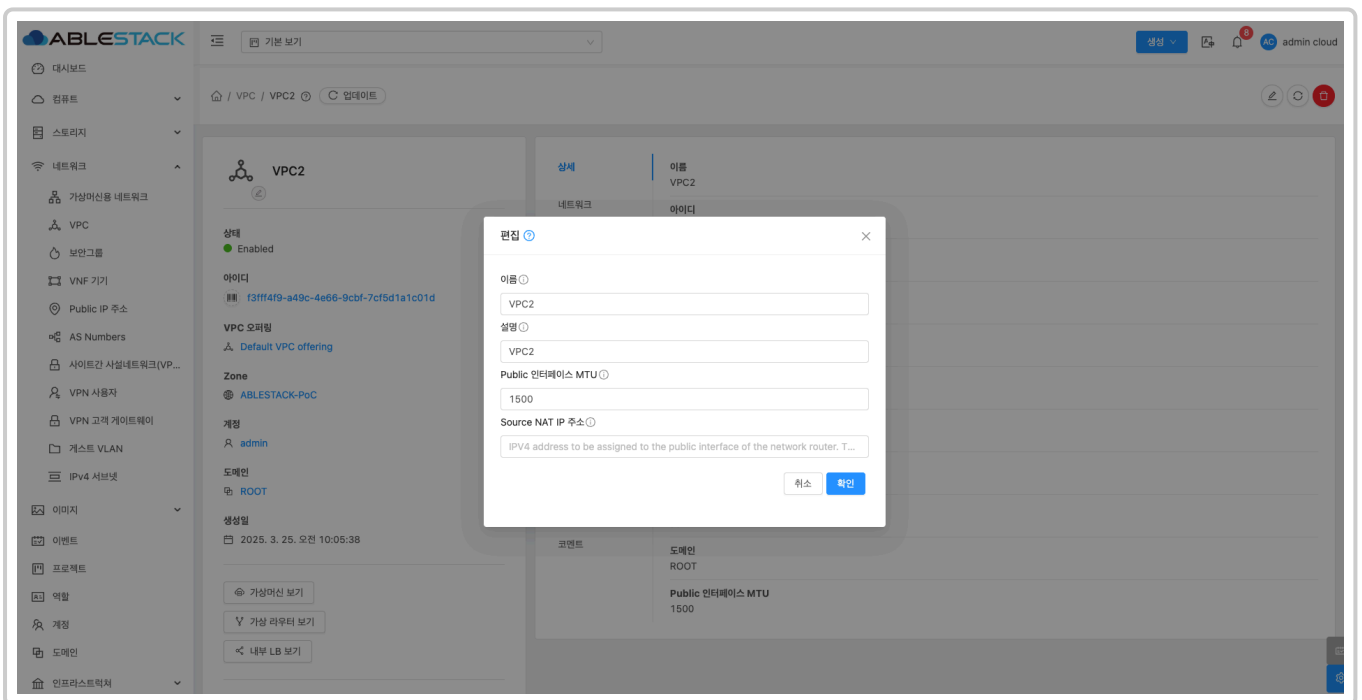 ABLESTACK
기본 보기
생성
8
AC
admin cloud
대시보드
컴퓨트
스토리지
네트워크
가상머신용 네트워크
VPC
보안그룹
VNF 기기
Public IP 주소
AS Numbers
사이트간 사설네트워크(VP...
VPN 사용자
VPN 고객 게이트웨이
게스트 VLAN
IPv4 서브넷
이미지
이벤트
프로젝트
역할
계정
도메인
인프라스트럭쳐
/ VPC / VPC2
업데이트
VPC2
상태
Enabled
아이디
f3fff4f9-a49c-4e66-9cbf-7cf5d1a1c01d
VPC 오퍼링
Default VPC offering
Zone
ABLESTACK-PoC
계정
admin
도메인
ROOT
생성일
2025. 3. 25. 오전 10:05:38
가상머신 보기
가상 라우터 보기
내부 LB 보기
상세
네트워크
코멘트
이름
VPC2
아이디
도메인
ROOT
Public 인터페이스 MTU
1500
편집
이름
VPC2
설명
VPC2
Public 인터페이스 MTU
1500
Source NAT IP 주소
IPV4 address to be assigned to the public interface of the network router. T...
취소
확인